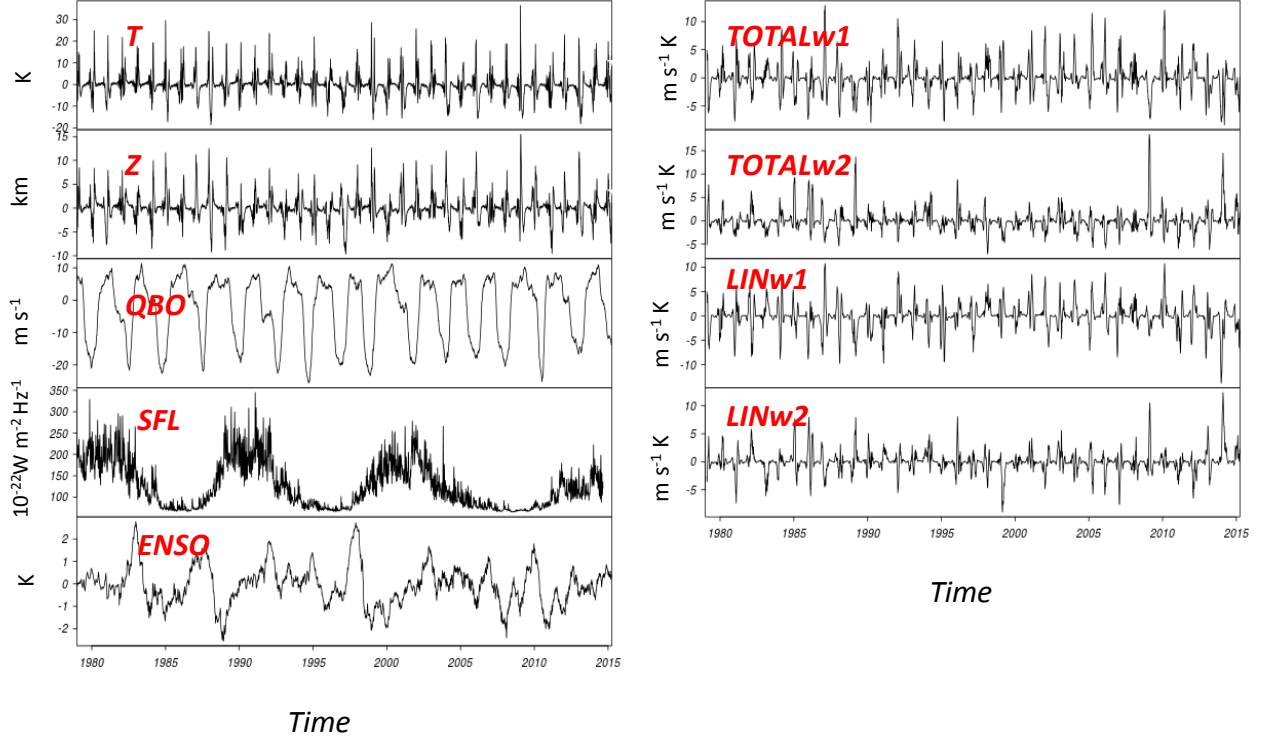 T
K
30
20
10
0
-10
-20
Z
km
15
10
5
0
-5
-10
QBO
m s⁻¹
10
0
-10
-20
SFL
10⁻²²W m⁻² Hz⁻¹
350
300
250
200
150
100
ENSO
K
2
1
0
-1
-2
1980 1985 1990 1995 2000 2005 2010 2015
Time
TOTALw1
m s⁻¹ K
10
5
0
-5
TOTALw2
m s⁻¹ K
15
10
5
0
-5
LINw1
m s⁻¹ K
10
5
0
-5
-10
LINw2
m s⁻¹ K
10
5
0
-5
1980 1985 1990 1995 2000 2005 2010 2015
Time